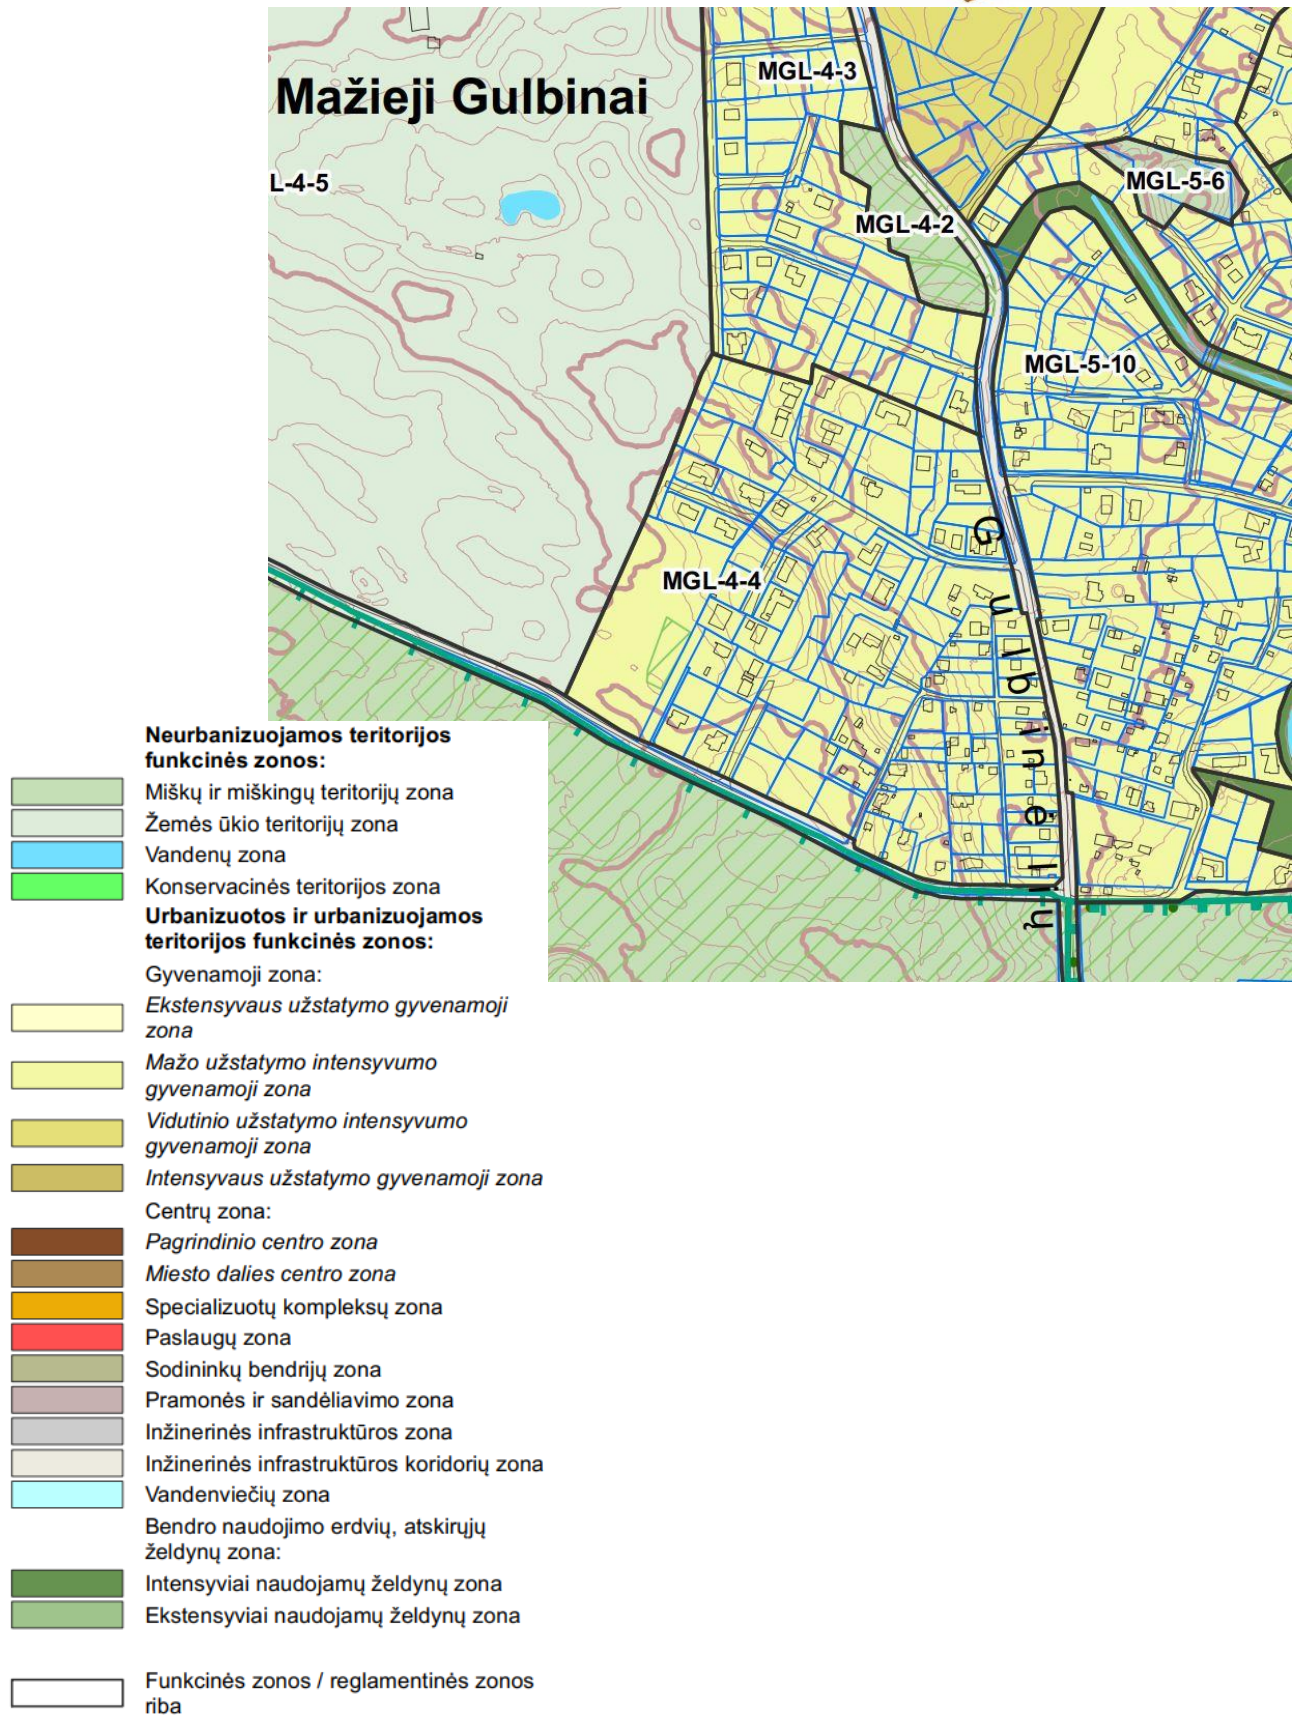 MGL-4-3
Mažieji Gulbinai
L-4-5
MGL-5-6
MGL-4-2
MGL-5-10
MGL-4-4
Gulbinėlių
Neurbanizuojamos teritorijos
funkcinės zonos:
Miškų ir miškingų teritorijų zona
Žemės ūkio teritorijų zona
Vandenų zona
Konservacinės teritorijos zona
Urbanizuotos ir urbanizuojamos
teritorijos funkcinės zonos:
Gyvenamoji zona:
Ekstensyvaus užstatymo gyvenamoji
zona
Mažo užstatymo intensyvumo
gyvenamoji zona
Vidutinio užstatymo intensyvumo
gyvenamoji zona
Intensyvaus užstatymo gyvenamoji zona
Centrų zona:
Pagrindinio centro zona
Miesto dalies centro zona
Specializuotų kompleksų zona
Paslaugų zona
Sodininkų bendrijų zona
Pramonės ir sandėliavimo zona
Inžinerinės infrastruktūros zona
Inžinerinės infrastruktūros koridorių zona
Vandenviečių zona
Bendro naudojimo erdvių, atskirųjų
želdynų zona:
Intensyviai naudojamų želdynų zona
Ekstensyviai naudojamų želdynų zona
Funkcinės zonos / reglamentinės zonos
riba